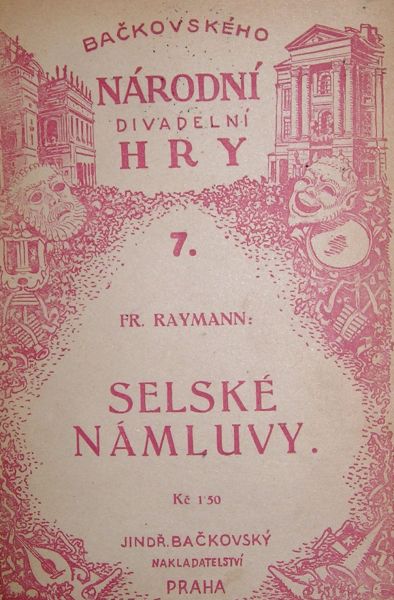 BAČKOVSKÉHO
NÁRODNÍ
DIVADELNÍ
HRY
7.
FR. RAYMANN:
SELSKÉ
NÁMLUVY.
Kč 1'50
JINDŘ. BAČKOVSKÝ
NAKLADATELSTVÍ
PRAHA